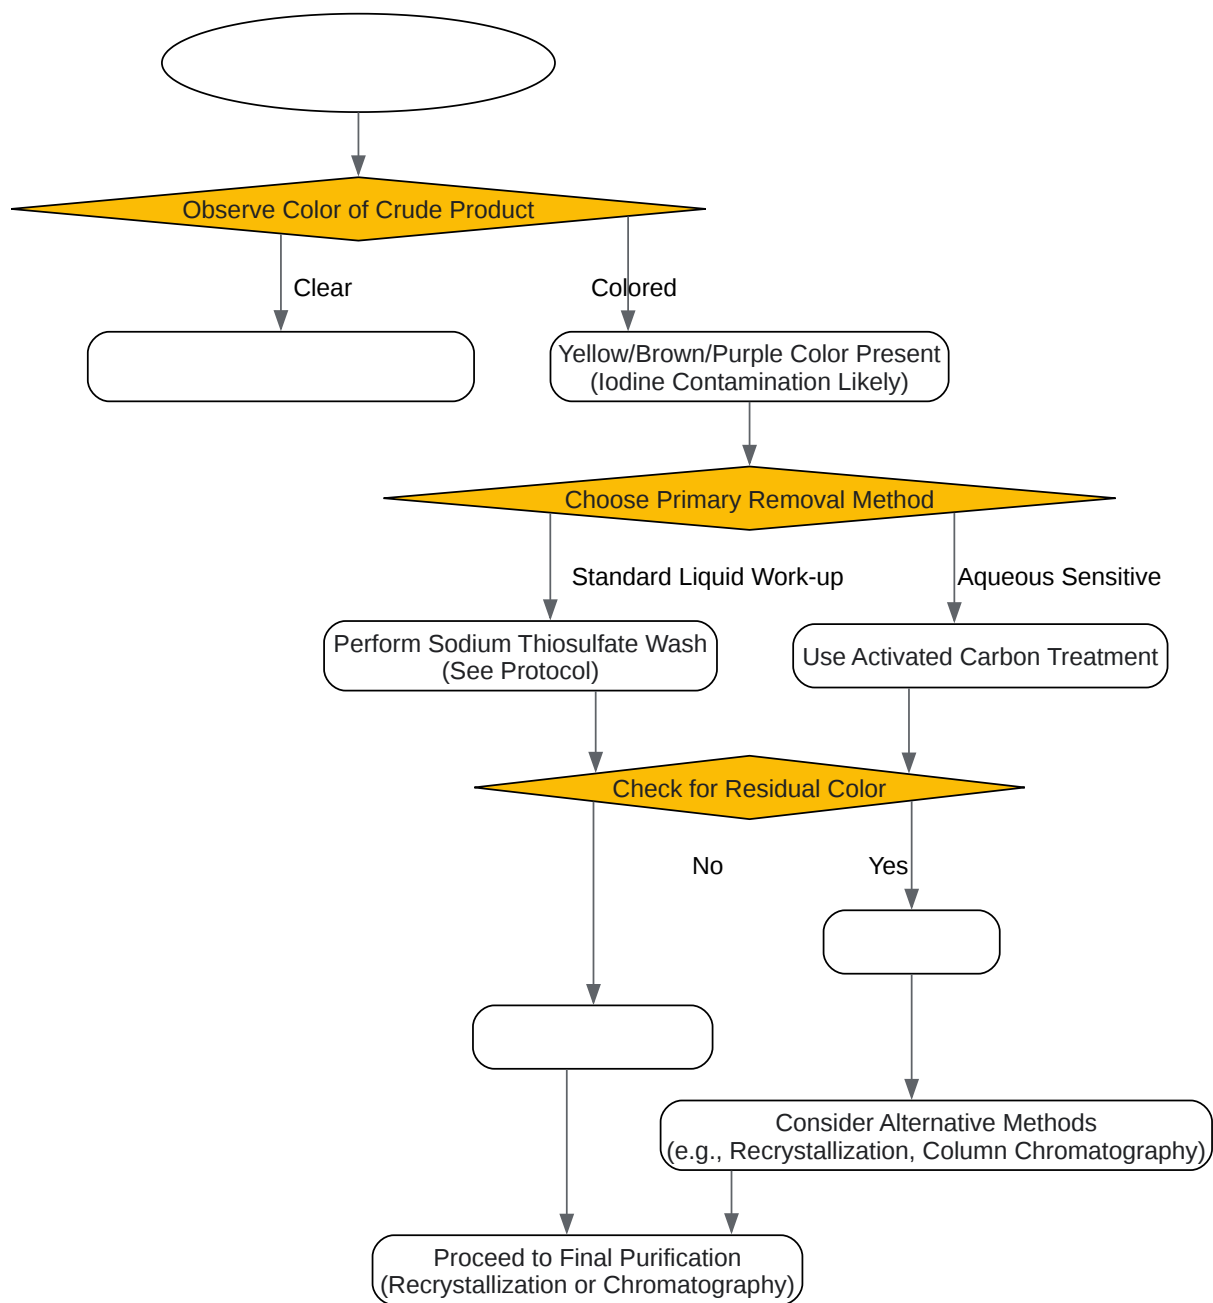 Observe Color of Crude Product
Clear
Colored
Yellow/Brown/Purple Color Present
(Iodine Contamination Likely)
Choose Primary Removal Method
Standard Liquid Work-up
Aqueous Sensitive
Perform Sodium Thiosulfate Wash
(See Protocol)
Use Activated Carbon Treatment
Check for Residual Color
No
Yes
Consider Alternative Methods
(e.g., Recrystallization, Column Chromatography)
Proceed to Final Purification
(Recrystallization or Chromatography)